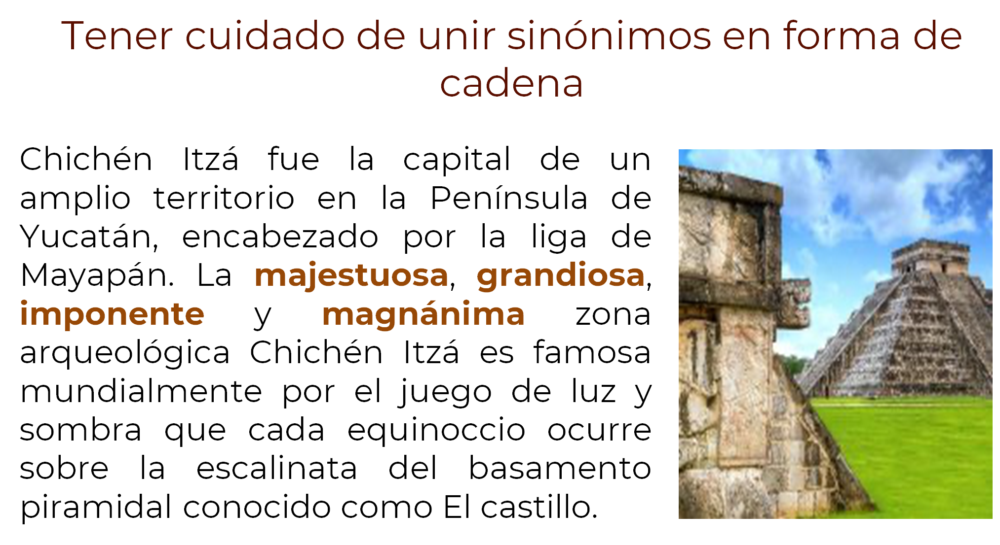 Tener cuidado de unir sinónimos en forma de
cadena
Chichén Itzá fue la capital de un
amplio territorio en la Península de
Yucatán, encabezado por la liga de
Mayapán. La majestuosa, grandiosa,
imponente y magnánima zona
arqueológica Chichén Itzá es famosa
mundialmente por el juego de luz y
sombra que cada equinoccio ocurre
sobre la escalinata del basamento
piramidal conocido como El castillo.